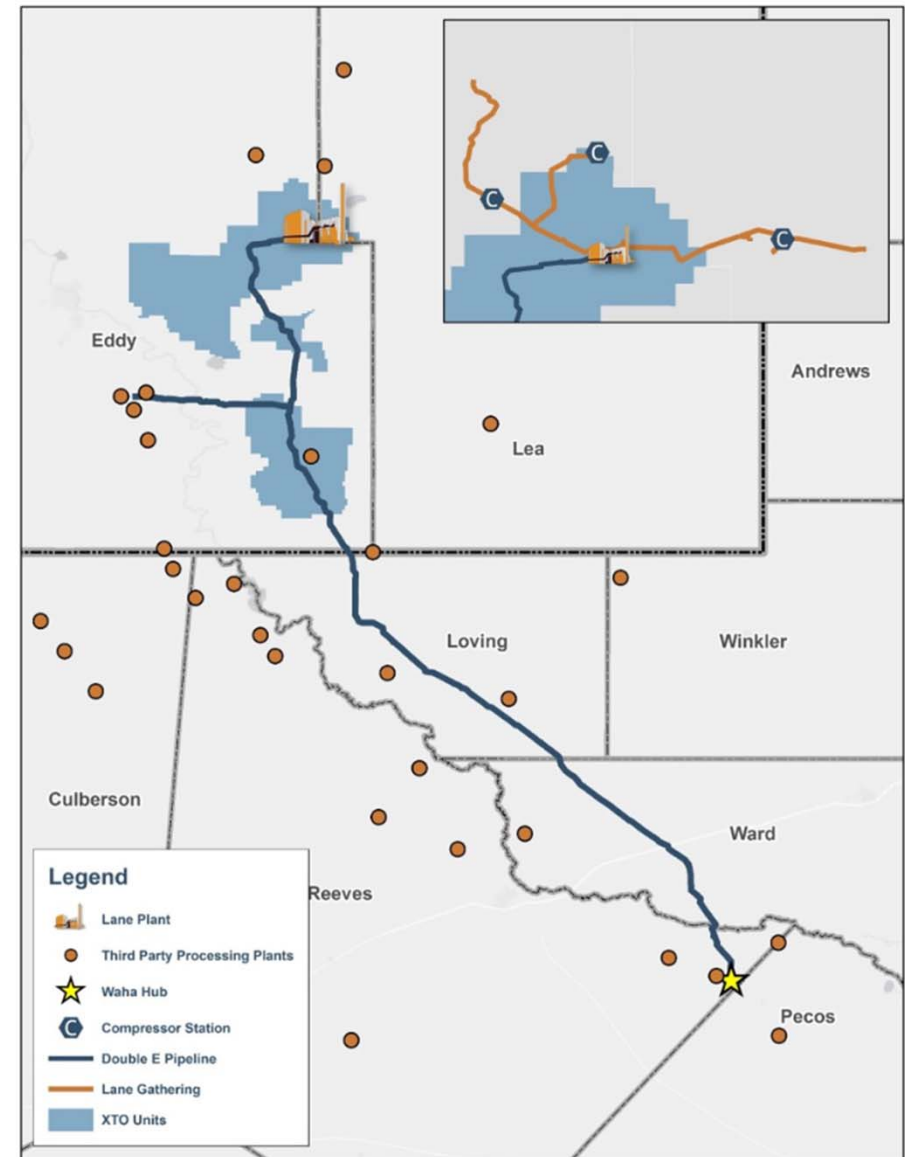 C
C
C
Eddy
Andrews
Lea
Loving
Winkler
Culberson
Ward
Reeves
Pecos
Legend
Lane Plant
Third Party Processing Plants
Waha Hub
C Compressor Station
Double E Pipeline
Lane Gathering
XTO Units